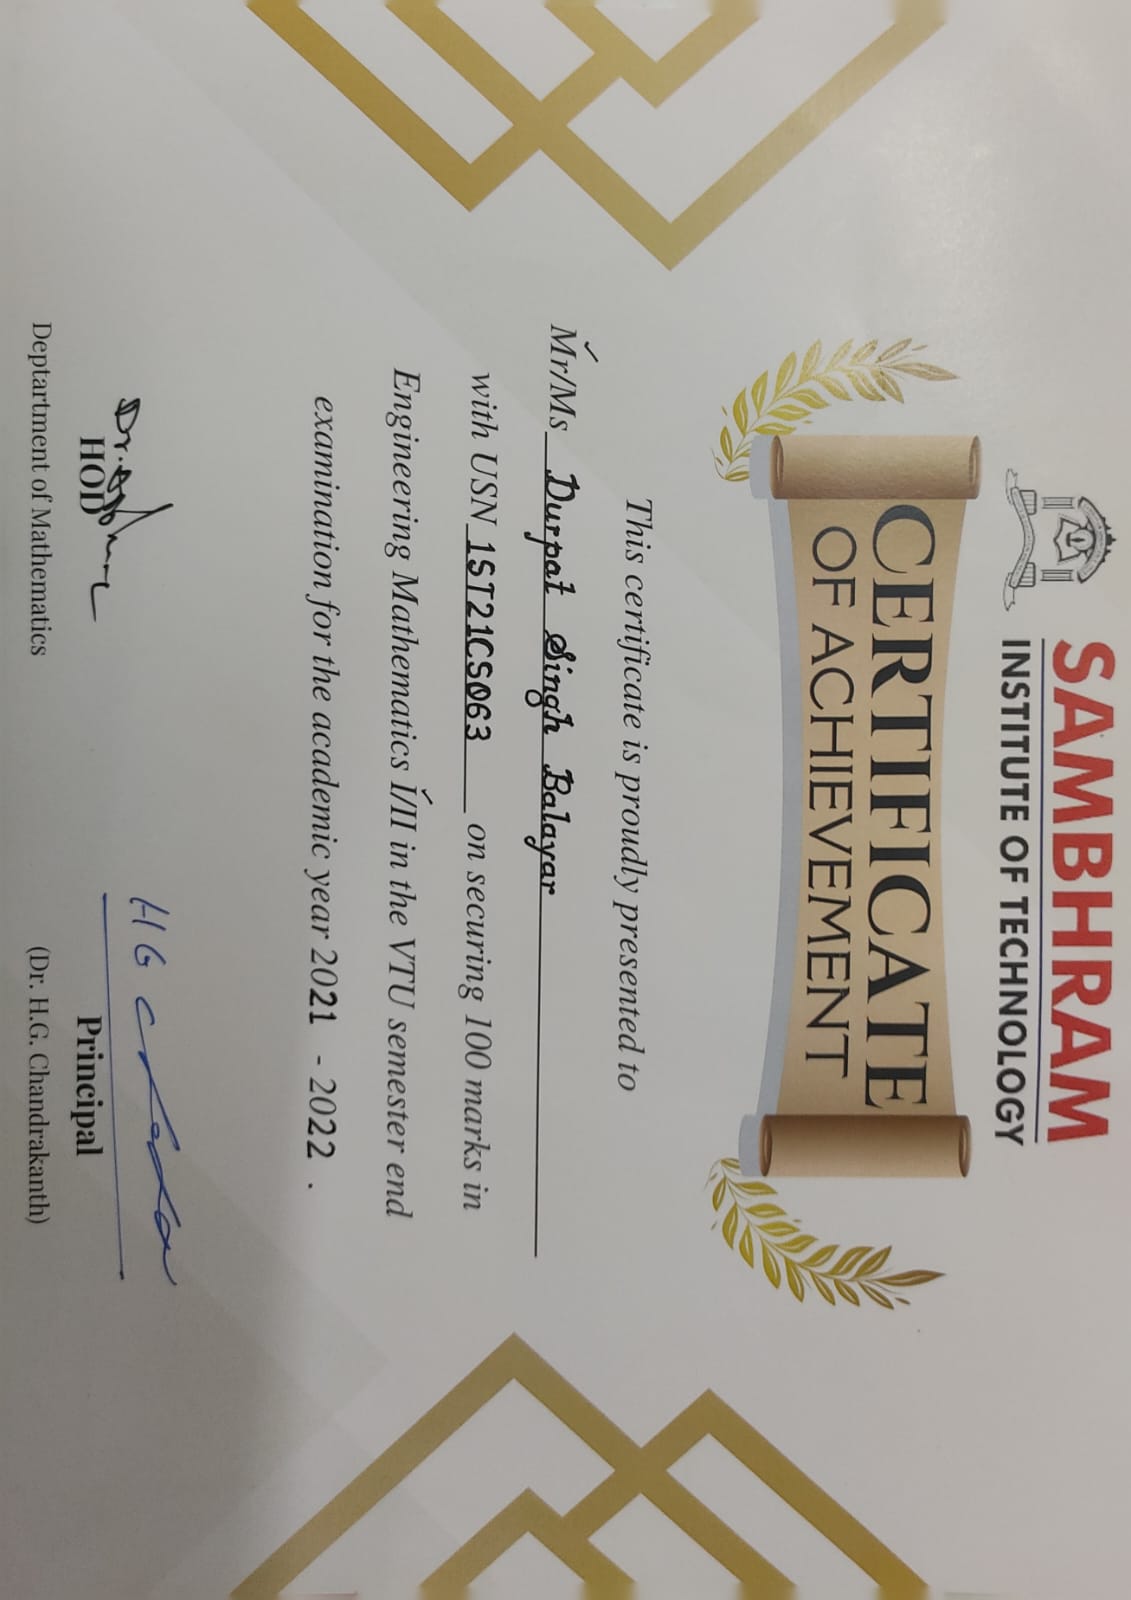 SAMBHRAM
INSTITUTE OF TECHNOLOGY
CERTIFICATE
OF ACHIEVEMENT
This certificate is proudly presented to
Mr/Ms Durpat Singh Balayar
with USN 1ST21CS063 on securing 100 marks in
Engineering Mathematics I/II in the VTU semester end
examination for the academic year 2021 - 2022 .
Dr.
HOD
Deptartment of Mathematics
H G
Principal
(Dr. H.G. Chandrakanth)